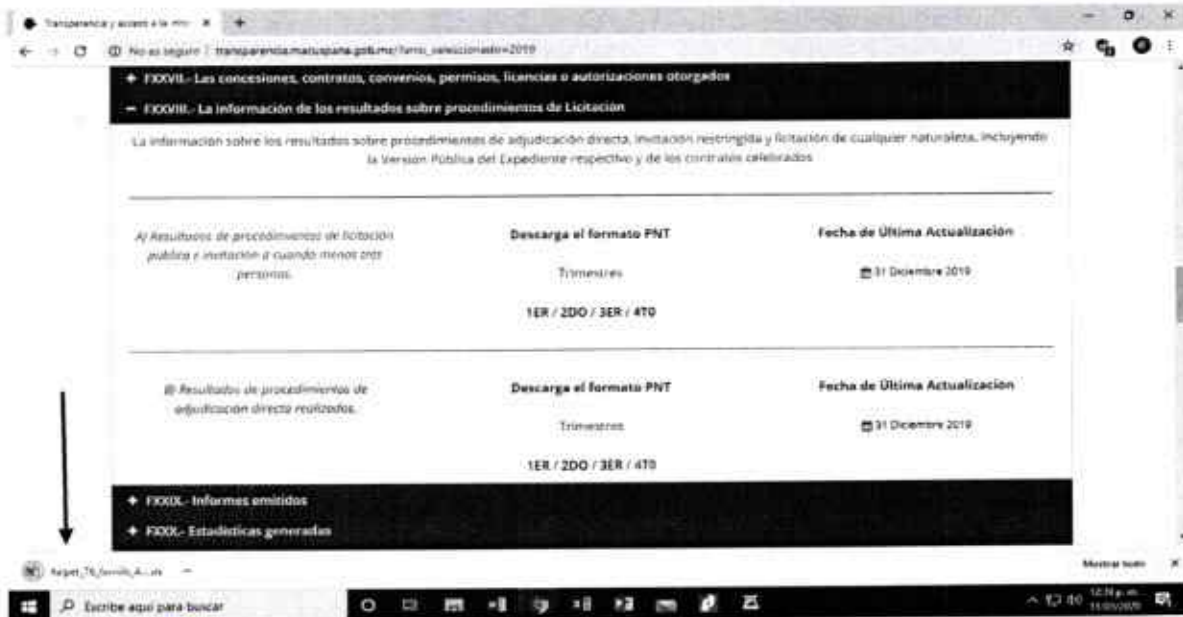 Transparencia y acceso a la
No es seguro | transparencia.macuspana.gob.mx/?anio_seleccionado=2019
+ FXXVII.- Las concesiones, contratos, convenios, permisos, licencias o autorizaciones otorgados
− FXXVIII.- La información de los resultados sobre procedimientos de Licitación
La información sobre los resultados sobre procedimientos de adjudicación directa, invitación restringida y licitación de cualquier naturaleza, incluyendo
la Versión Pública del Expediente respectivo y de los contratos celebrados
A) Resultados de procedimientos de licitación
pública e invitación a cuando menos tres
personas.
Descarga el formato PNT
Trimestres
1ER / 2DO / 3ER / 4T0
Fecha de Última Actualización
31 Diciembre 2019
B) Resultados de procedimientos de
adjudicación directa realizados.
Descarga el formato PNT
Trimestres
1ER / 2DO / 3ER / 4T0
Fecha de Última Actualización
31 Diciembre 2019
+ FXXIX.- Informes emitidos
+ FXXX.- Estadísticas generadas
Mostrar todo
Escribe aquí para buscar